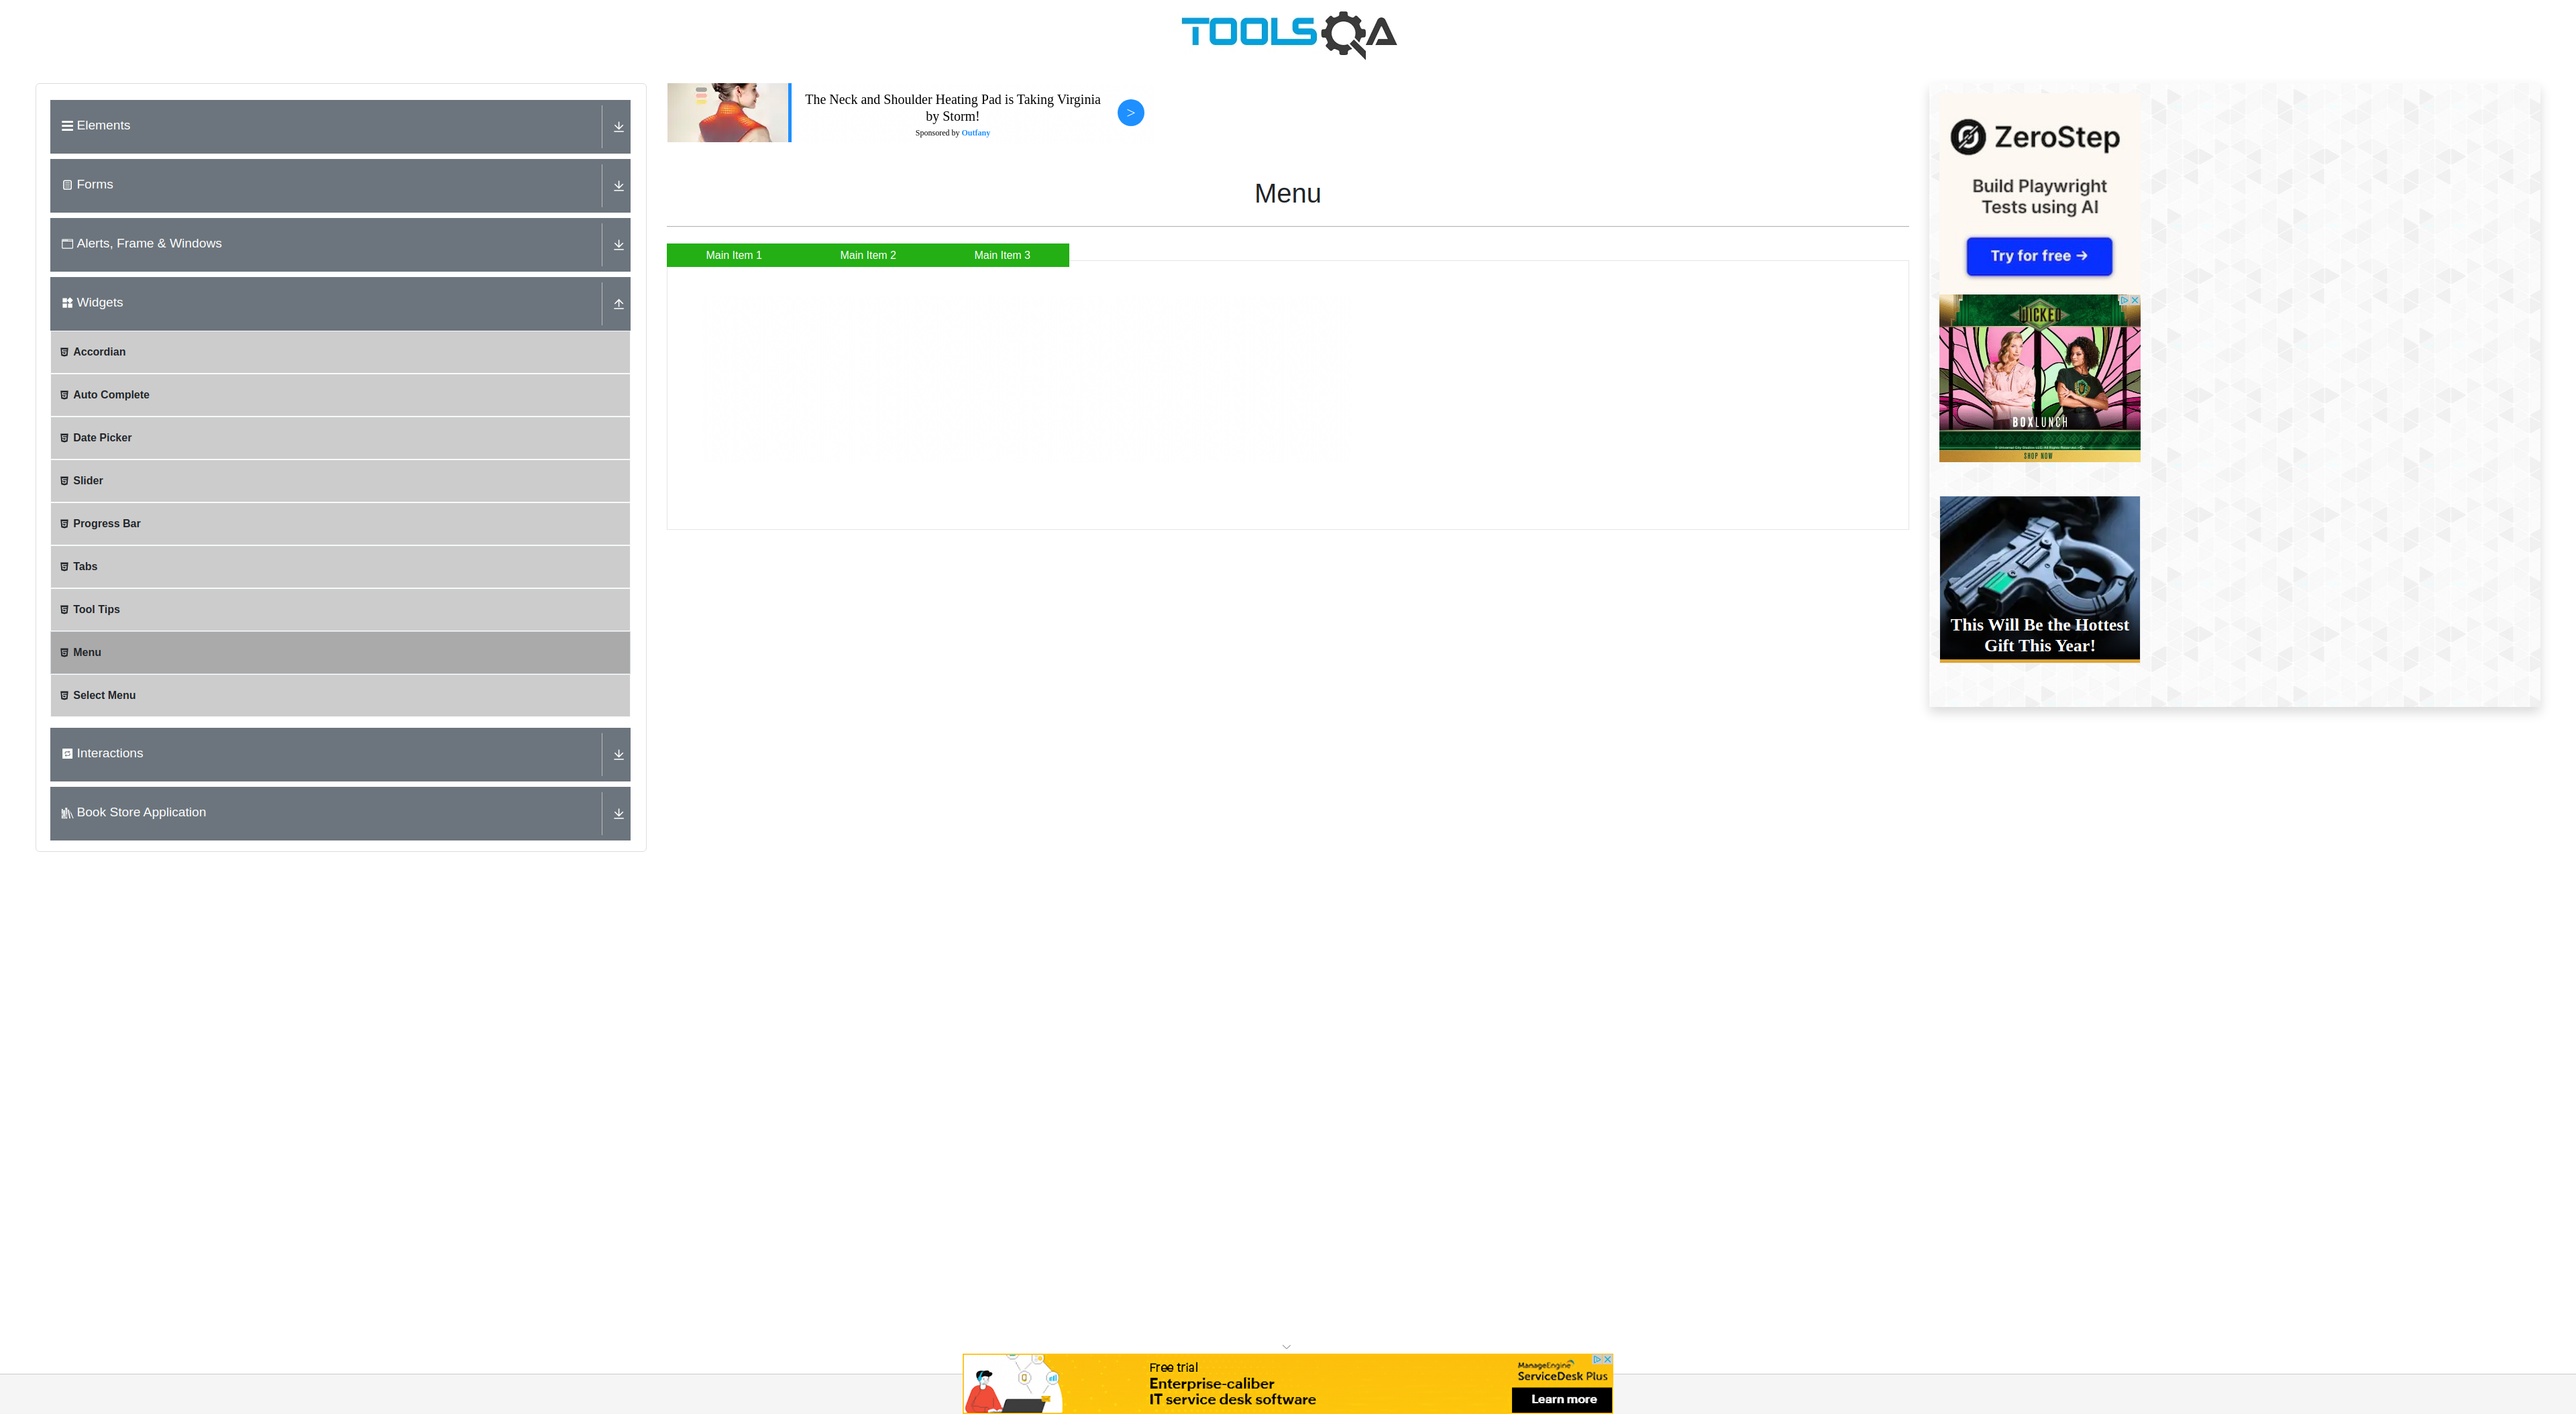 TOOLSQA
Elements
Forms
Alerts, Frame & Windows
Widgets
Accordian
Auto Complete
Date Picker
Slider
Progress Bar
Tabs
Tool Tips
Menu
Select Menu
Interactions
Book Store Application
The Neck and Shoulder Heating Pad is Taking Virginia
by Storm!
Sponsored by Outfany
>
Menu
Main Item 1
Main Item 2
Main Item 3
ZeroStep
Build Playwright
Tests using AI
Try for free →
WICKED
BOXLUNCH
SHOP NOW
This Will Be the Hottest
Gift This Year!
Free trial
Enterprise-caliber
IT service desk software
ManageEngine
ServiceDesk Plus
Learn more